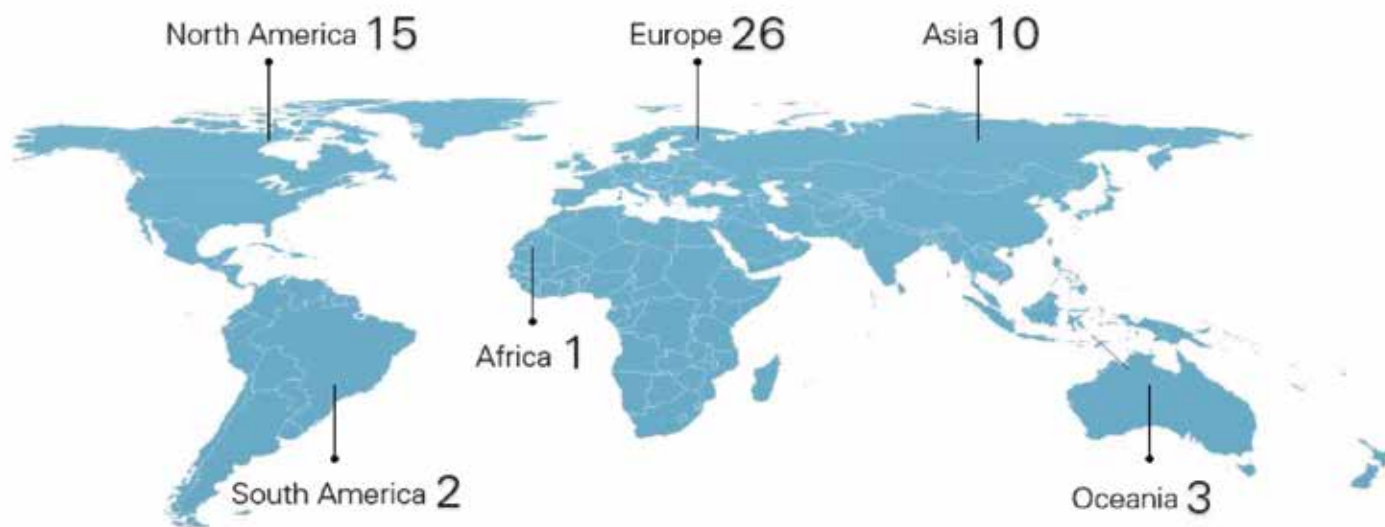 North America 15
Europe 26
Asia 10
Africa 1
South America 2
Oceania 3